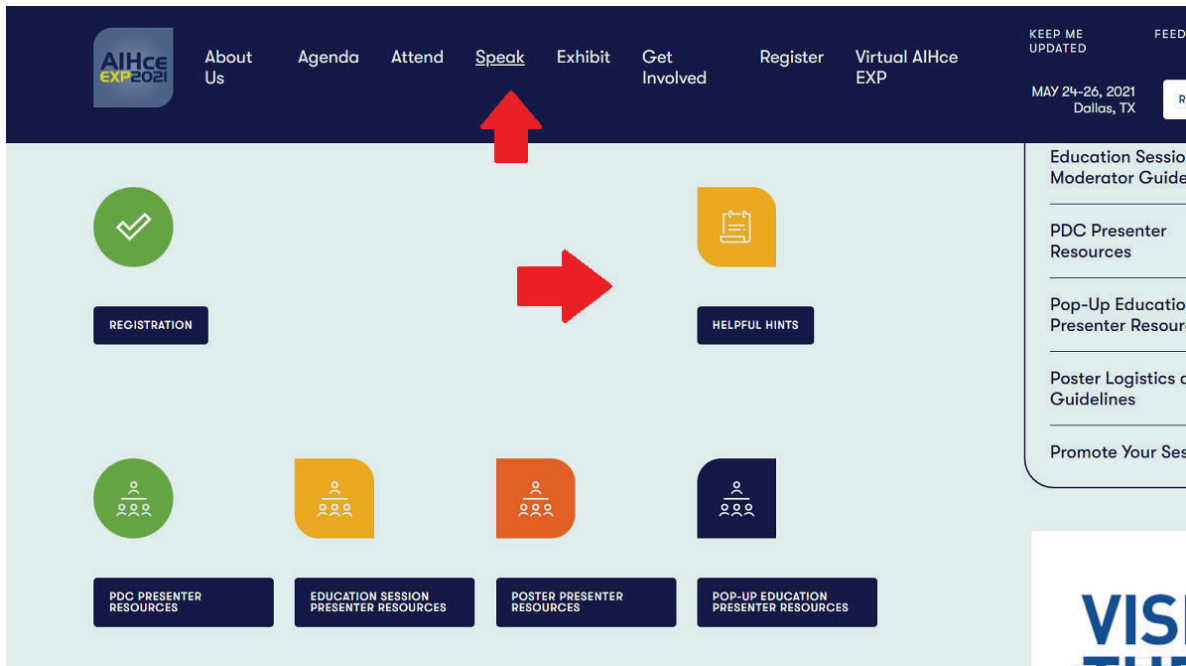 AIHce
EXP2021
About
Us
Agenda
Attend
Speak
Exhibit
Get
Involved
Register
Virtual AIHce
EXP
KEEP ME
UPDATED
FEED
MAY 24-26, 2021
Dallas, TX
R
Education Sessio
Moderator Guide
PDC Presenter
Resources
Pop-Up Educatio
Presenter Resour
Poster Logistics
Guidelines
Promote Your Ses
REGISTRATION
HELPFUL HINTS
PDC PRESENTER
RESOURCES
EDUCATION SESSION
PRESENTER RESOURCES
POSTER PRESENTER
RESOURCES
POP-UP EDUCATION
PRESENTER RESOURCES
VIS